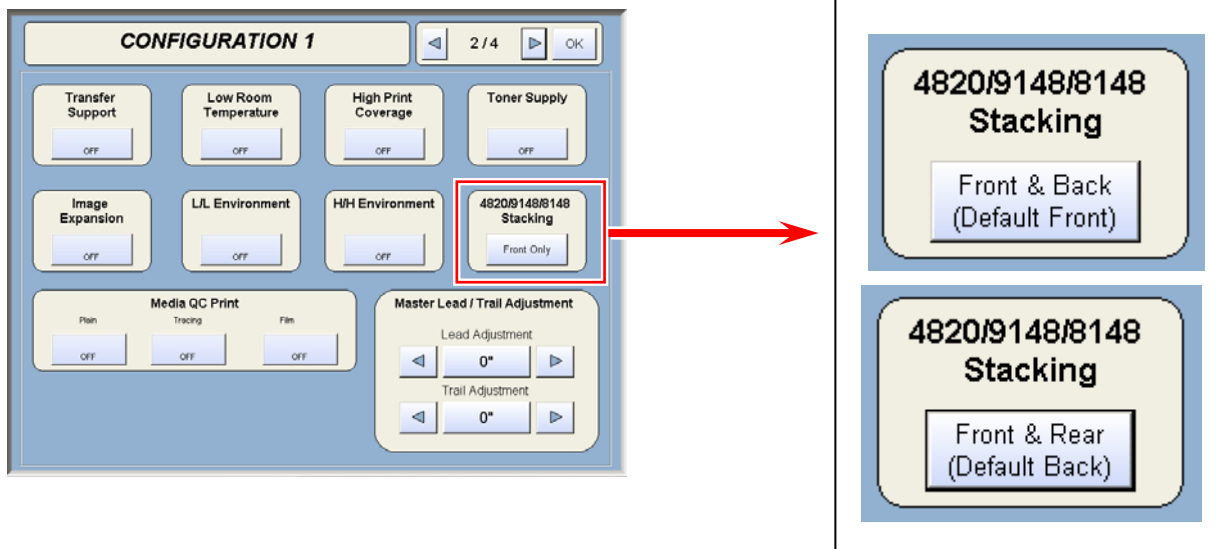 CONFIGURATION 1
2 / 4
OK
Transfer
Support
OFF
Low Room
Temperature
OFF
High Print
Coverage
OFF
Toner Supply
OFF
Image
Expansion
OFF
L/L Environment
OFF
H/H Environment
OFF
4820/9148/8148
Stacking
Front Only
Media QC Print
Plain
Tracing
Film
OFF
OFF
OFF
Master Lead / Trail Adjustment
Lead Adjustment
0"
Trail Adjustment
0"
4820/9148/8148
Stacking
Front & Back
(Default Front)
4820/9148/8148
Stacking
Front & Rear
(Default Back)